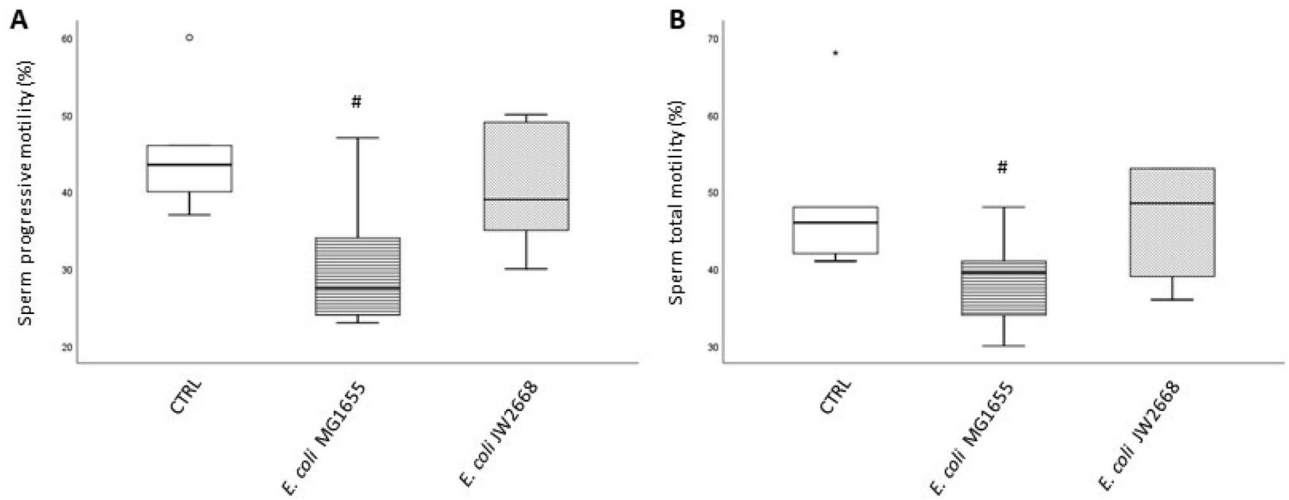 A
Sperm progressive motility (%)
60
50
40
30
20
#
CTRL
E. coli MG1655
E. coli JW2668
B
Sperm total motility (%)
70
60
50
40
30
*
#
CTRL
E. coli MG1655
E. coli JW2668